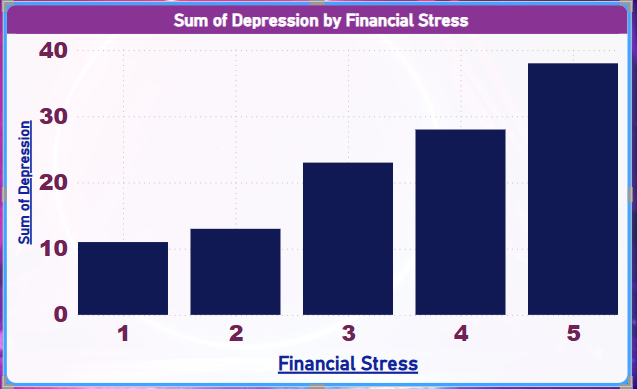 Sum of Depression by Financial Stress
Sum of Depression
40
30
20
10
0
1 2 3 4 5
Financial Stress